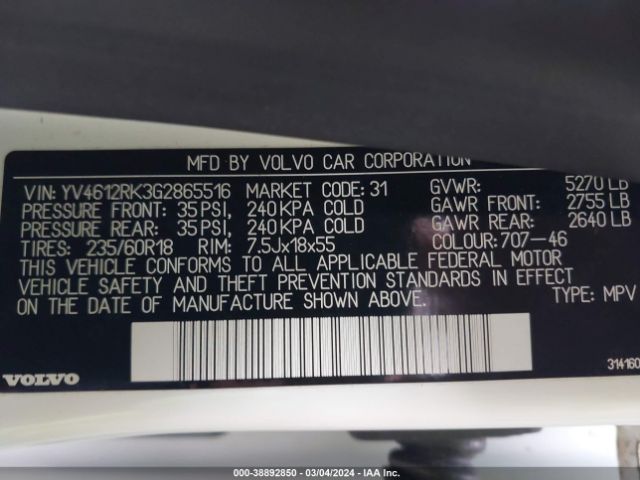 MFD BY VOLVO CAR CORPORATION
VIN: YV4612RK3G2865516 MARKET CODE: 31 GVWR: 5270 LB
PRESSURE FRONT: 35 PSI, 240 KPA COLD GAWR FRONT: 2755 LB
PRESSURE REAR: 35 PSI, 240 KPA COLD GAWR REAR: 2640 LB
TIRES: 235/60R18 RIM: 7.5Jx18x55 COLOUR: 707-46
THIS VEHICLE CONFORMS TO ALL APPLICABLE FEDERAL MOTOR
VEHICLE SAFETY AND THEFT PREVENTION STANDARDS IN EFFECT
ON THE DATE OF MANUFACTURE SHOWN ABOVE. TYPE: MPV
VOLVO 314160
000-38892850 - 03/04/2024 - IAA Inc.